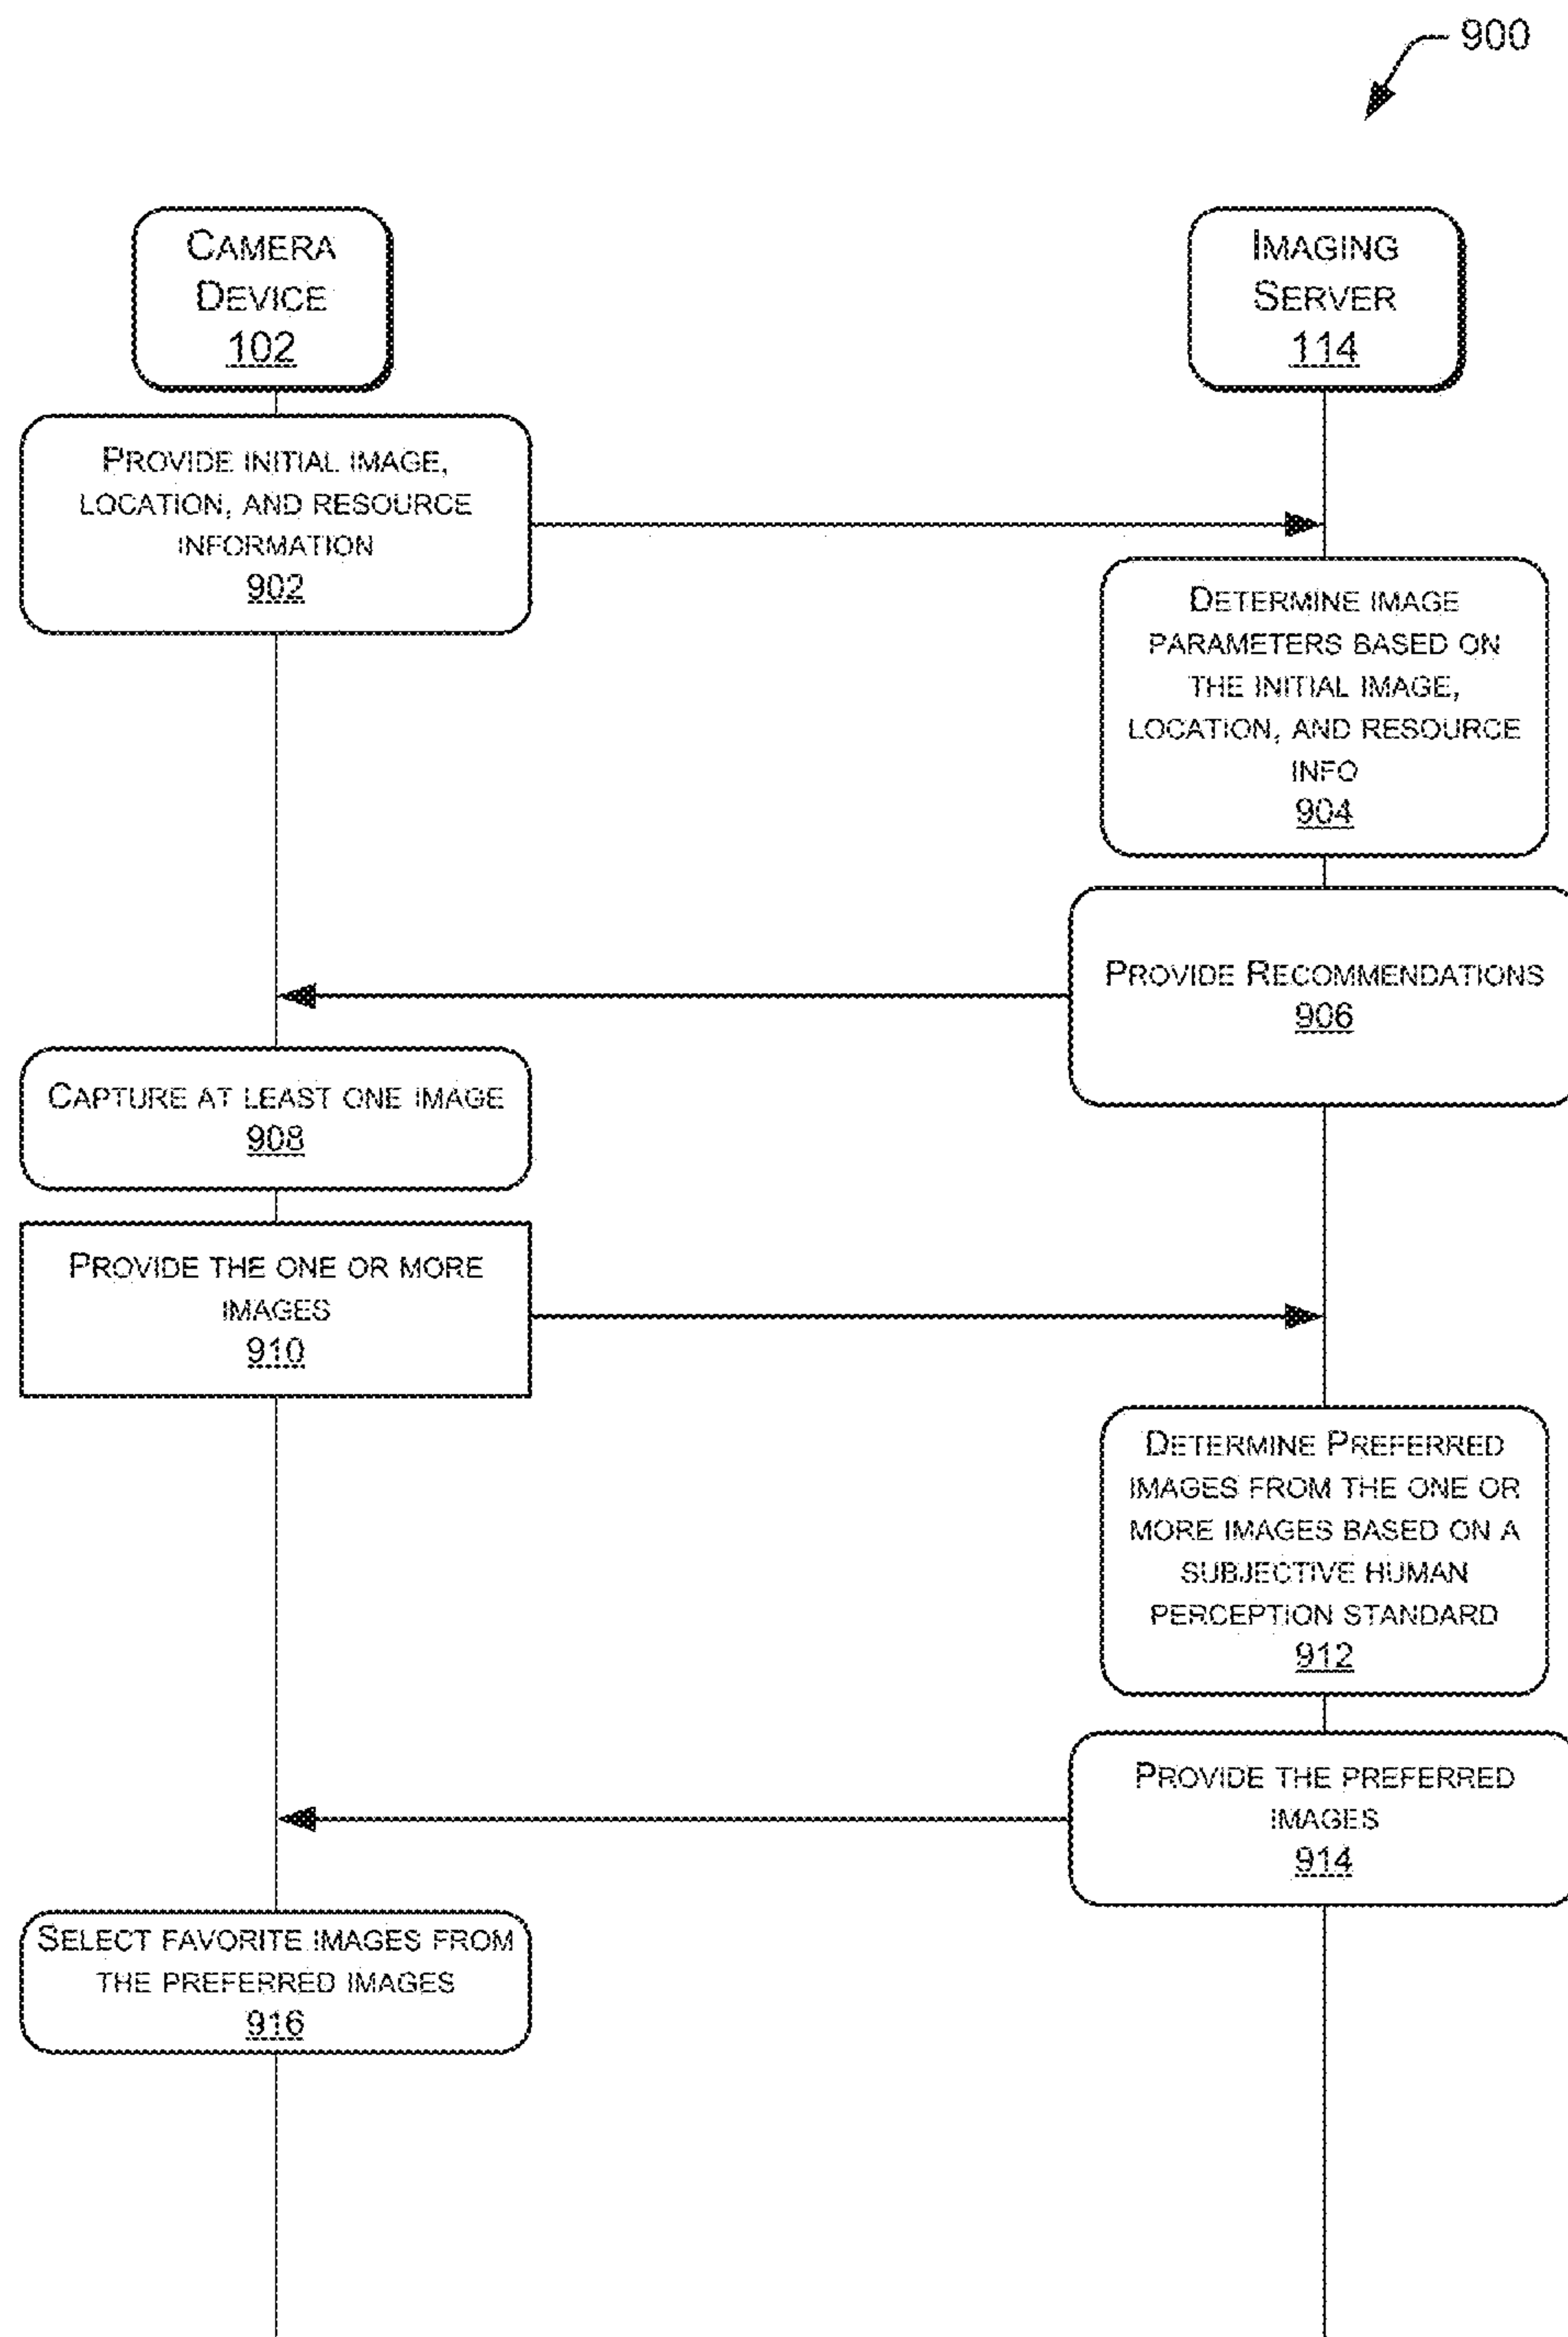 900
CAMERA
DEVICE
102
IMAGING
SERVER
114
PROVIDE INITIAL IMAGE,
LOCATION, AND RESOURCE
INFORMATION
902
DETERMINE IMAGE
PARAMETERS BASED ON
THE INITIAL IMAGE,
LOCATION, AND RESOURCE
INFO
904
PROVIDE RECOMMENDATIONS
906
CAPTURE AT LEAST ONE IMAGE
908
PROVIDE THE ONE OR MORE
IMAGES
910
DETERMINE PREFERRED
IMAGES FROM THE ONE OR
MORE IMAGES BASED ON A
SUBJECTIVE HUMAN
PERCEPTION STANDARD
912
PROVIDE THE PREFERRED
IMAGES
914
SELECT FAVORITE IMAGES FROM
THE PREFERRED IMAGES
916